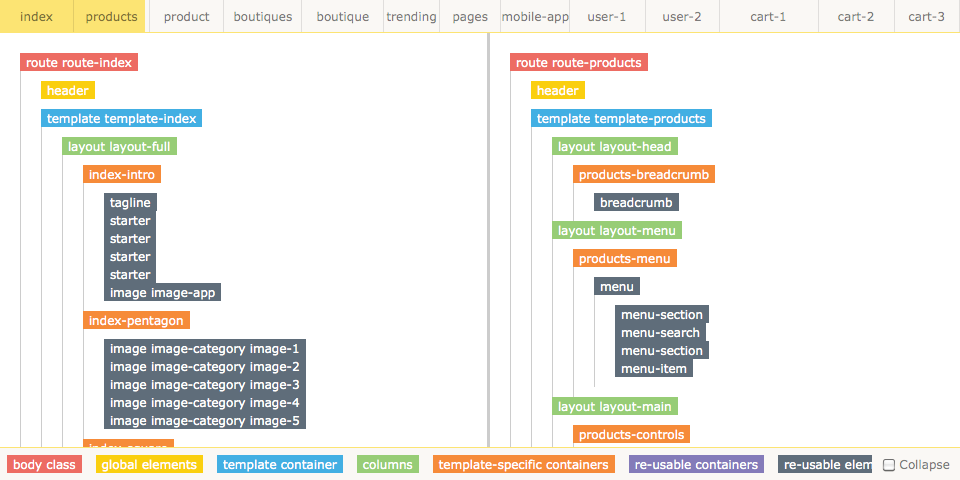 index products product boutiques boutique trending pages mobile-app user-1 user-2 cart-1 cart-2 cart-3
route route-index
header
template template-index
layout layout-full
index-intro
tagline
starter
starter
starter
starter
image image-app
index-pentagon
image image-category image-1
image image-category image-2
image image-category image-3
image image-category image-4
image image-category image-5
route route-products
header
template template-products
layout layout-head
products-breadcrumb
breadcrumb
layout layout-menu
products-menu
menu
menu-section
menu-search
menu-section
menu-item
layout layout-main
products-controls
body class global elements template container columns template-specific containers re-usable containers re-usable elem Collapse